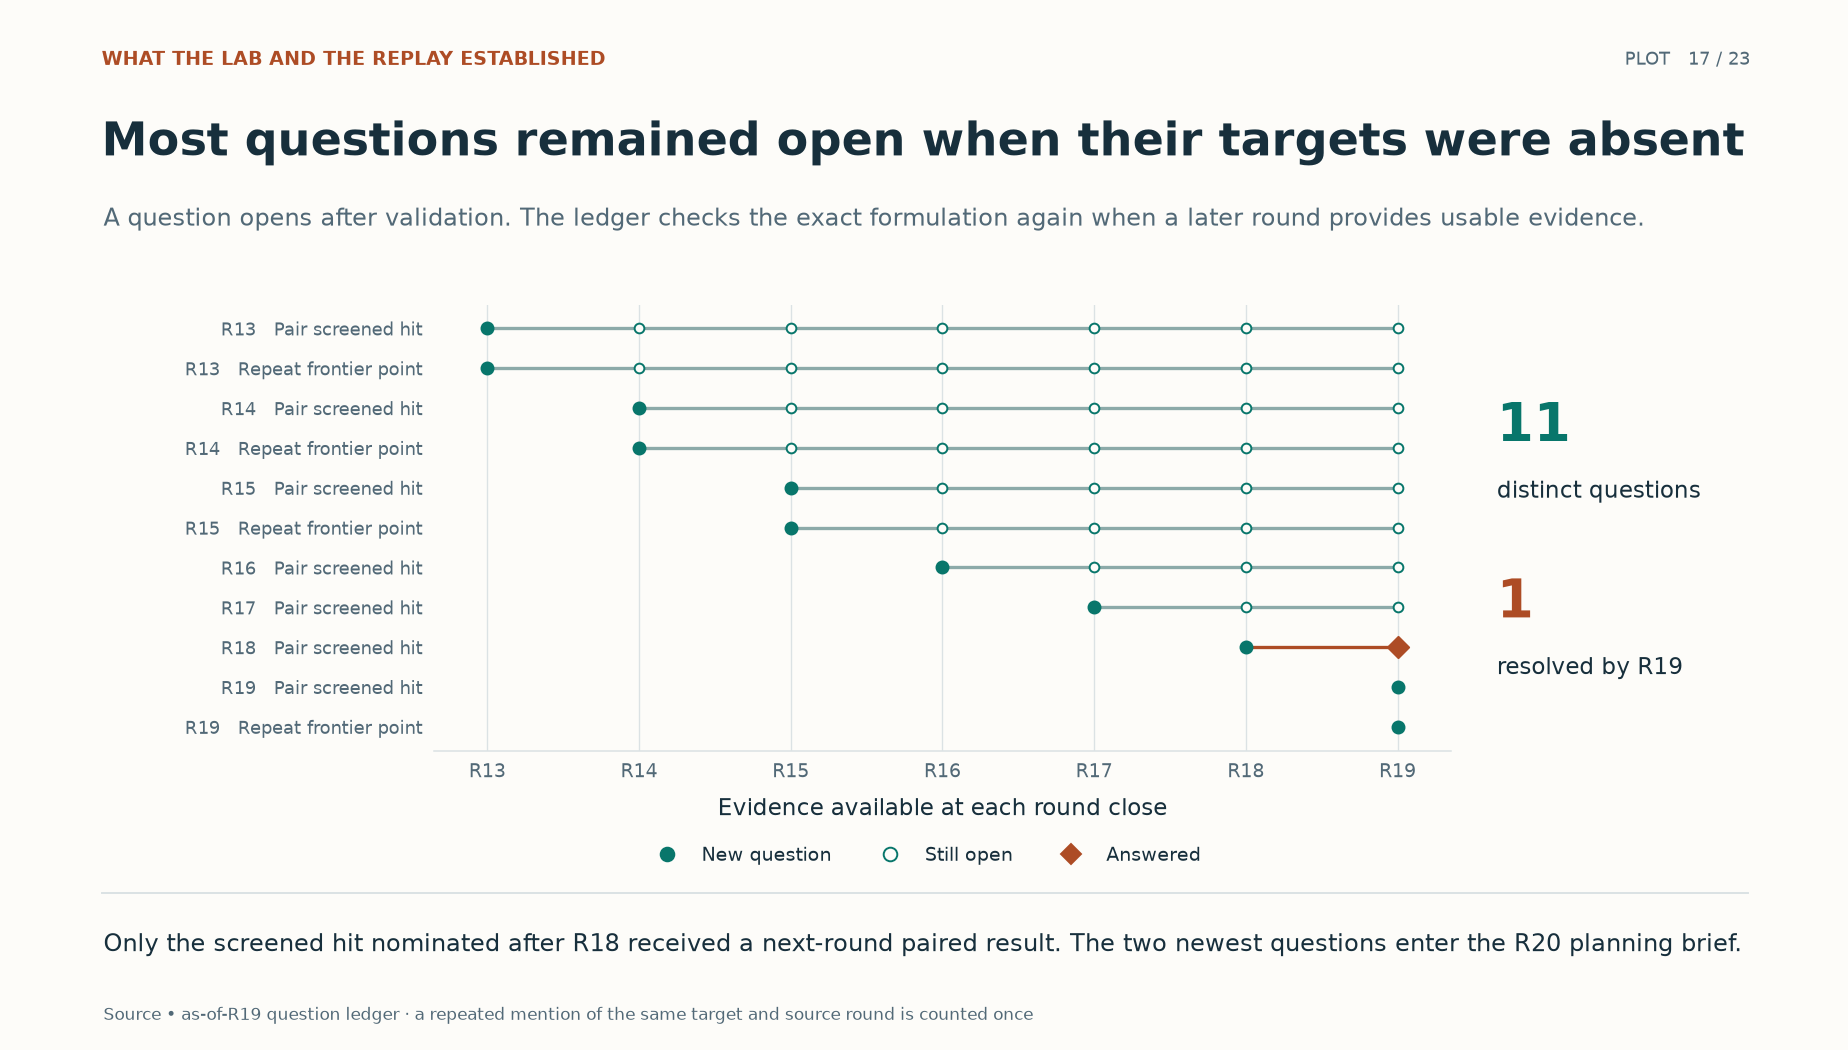 WHAT THE LAB AND THE REPLAY ESTABLISHED
PLOT 17 / 23
Most questions remained open when their targets were absent
A question opens after validation. The ledger checks the exact formulation again when a later round provides usable evidence.
R13 Pair screened hit
R13 Repeat frontier point
R14 Pair screened hit
R14 Repeat frontier point
R15 Pair screened hit
R15 Repeat frontier point
R16 Pair screened hit
R17 Pair screened hit
R18 Pair screened hit
R19 Pair screened hit
R19 Repeat frontier point
11
distinct questions
1
resolved by R19
R13 R14 R15 R16 R17 R18 R19
Evidence available at each round close
New question Still open Answered
Only the screened hit nominated after R18 received a next-round paired result. The two newest questions enter the R20 planning brief.
Source • as-of-R19 question ledger · a repeated mention of the same target and source round is counted once